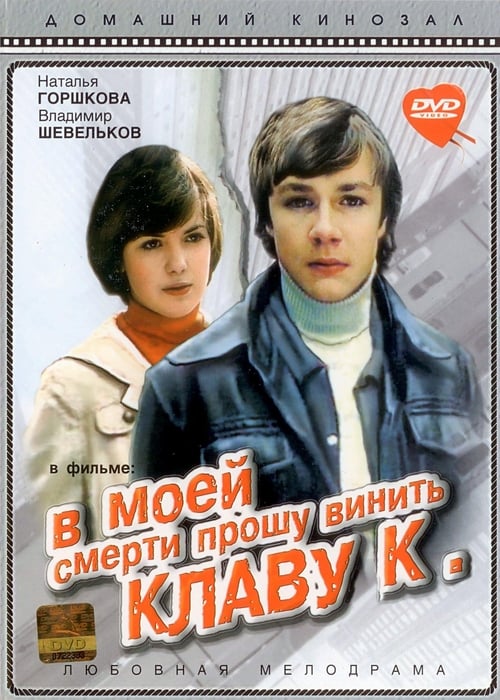 ДОМАШНИЙ КИНОЗАЛ
Наталья
ГОРШКОВА
Владимир
ШЕВЕЛЬКОВ
DVD
VIDEO
в фильме:
В МОЕЙ
СМЕРТИ ПРОШУ ВИНИТЬ
КЛАВУ К.
DVD
ЛЮБОВНАЯ МЕЛОДРАМА